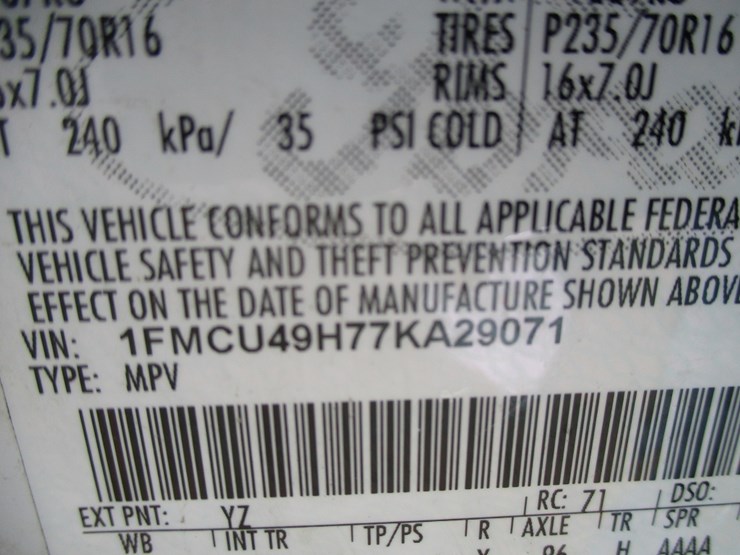 35/70R16 TIRES P235/70R16
x7.0J RIMS 16x7.0J
T 240 kPa/ 35 PSI COLD AT 240 k
THIS VEHICLE CONFORMS TO ALL APPLICABLE FEDERA
VEHICLE SAFETY AND THEFT PREVENTION STANDARDS
EFFECT ON THE DATE OF MANUFACTURE SHOWN ABOVE
VIN: 1FMCU49H77KA29071
TYPE: MPV
EXT PNT: YZ RC: 71 DSO:
WB INT TR TP/PS R AXLE TR SPR
H AAAA